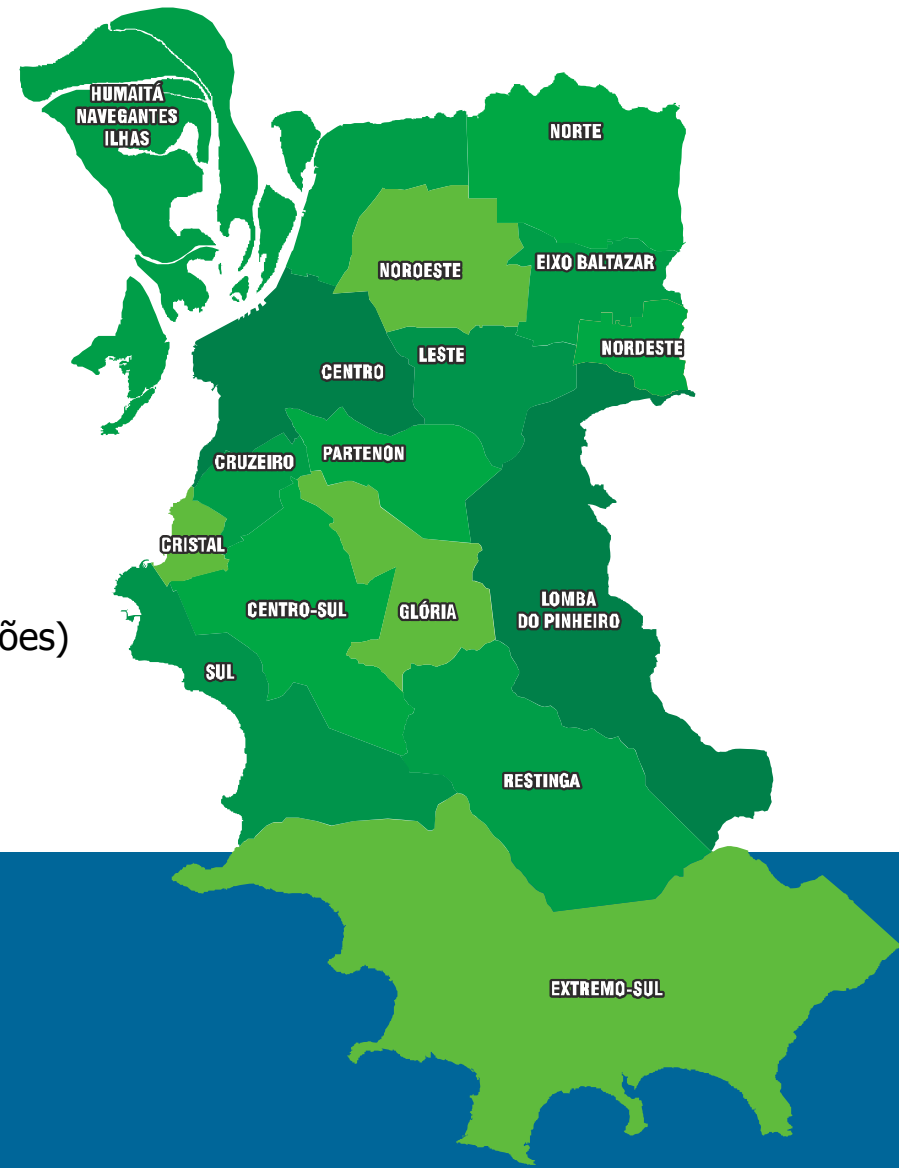 HUMAITÁ
NAVEGANTES
ILHAS
NORTE
NOROESTE
EIXO BALTAZAR
NORDESTE
LESTE
CENTRO
CRUZEIRO
PARTENON
CRISTAL
CENTRO-SUL
GLÓRIA
LOMBA
DO PINHEIRO
ões)
SUL
RESTINGA
EXTREMO-SUL